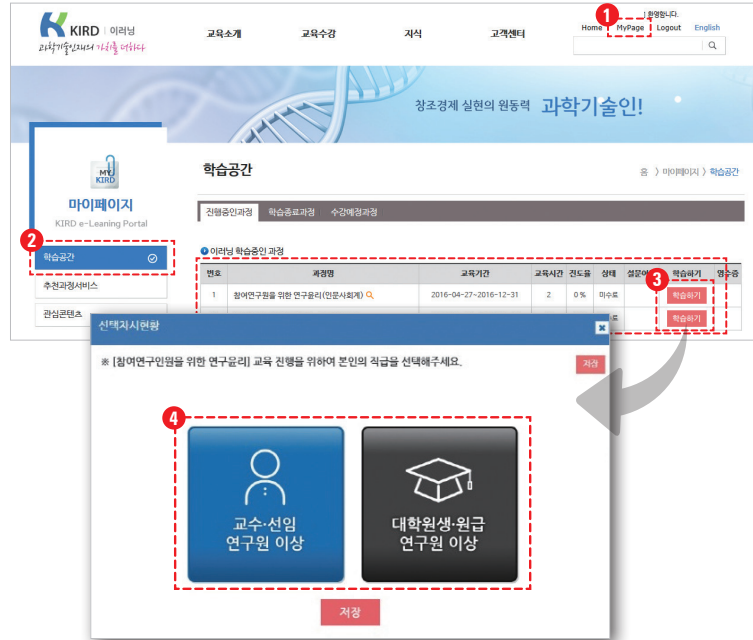 KIRD 이러닝
과학기술인재의 가치를 더하다
교육소개 교육수강 지식 고객센터
환영합니다.
Home MyPage Logout English
1
창조경제 실현의 원동력 과학기술인!
MY KIRD
마이페이지
KIRD e-Leaning Portal
학습공간
홈 > 마이페이지 > 학습공간
진행중인과정 학습종료과정 수강예정과정
2
학습공간
추천과정서비스
관심콘텐츠
이러닝 학습중인 과정
번호 과정명 교육기간 교육시간 진도율 상태 학습하기 영수증
3
1 참여연구원을 위한 연구윤리(인문사회계) 2016-04-27~2016-12-31 2 0 % 미수료 학습하기
학습하기
선택지시현황
※ [참여연구인원을 위한 연구윤리] 교육 진행을 위하여 본인의 직급을 선택해주세요.
저장
4
교수·선임
연구원 이상
대학원생·원급
연구원 이상
저장